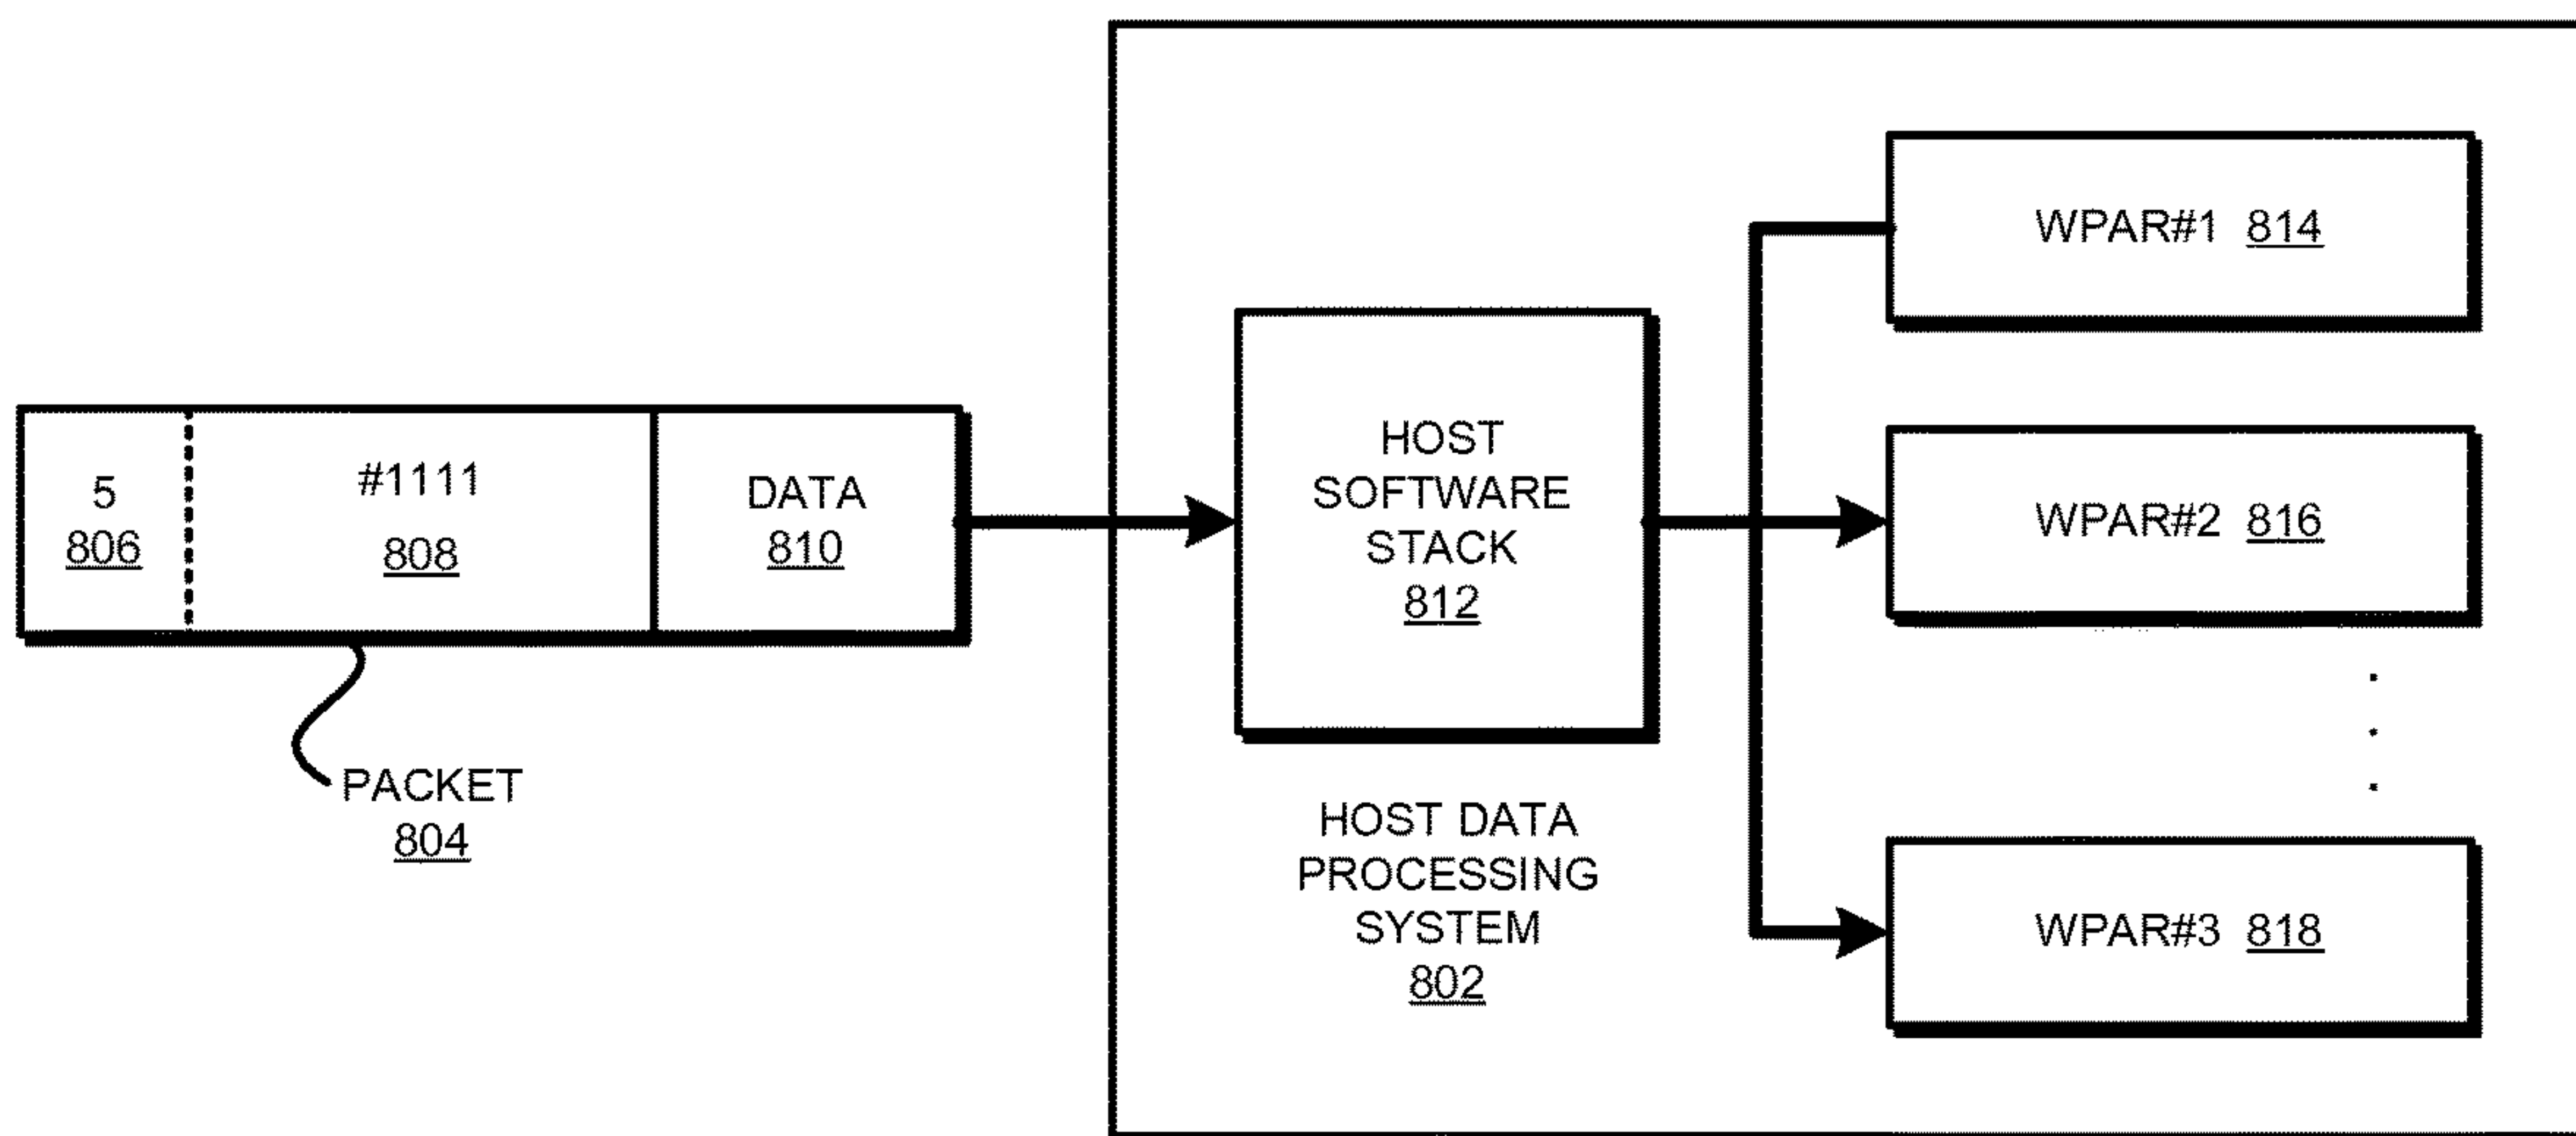 5
806
#1111
808
DATA
810
PACKET
804
HOST
SOFTWARE
STACK
812
HOST DATA
PROCESSING
SYSTEM
802
WPAR#1 814
WPAR#2 816
WPAR#3 818